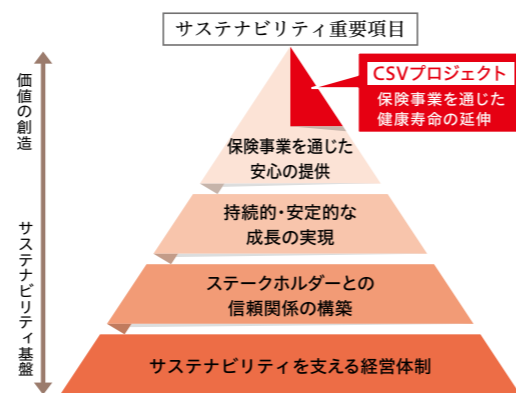 サステナビリティ重要項目
CSVプロジェクト
保険事業を通じた
健康寿命の延伸
価値の創造
サステナビリティ基盤
保険事業を通じた
安心の提供
持続的・安定的な
成長の実現
ステークホルダーとの
信頼関係の構築
サステナビリティを支える経営体制